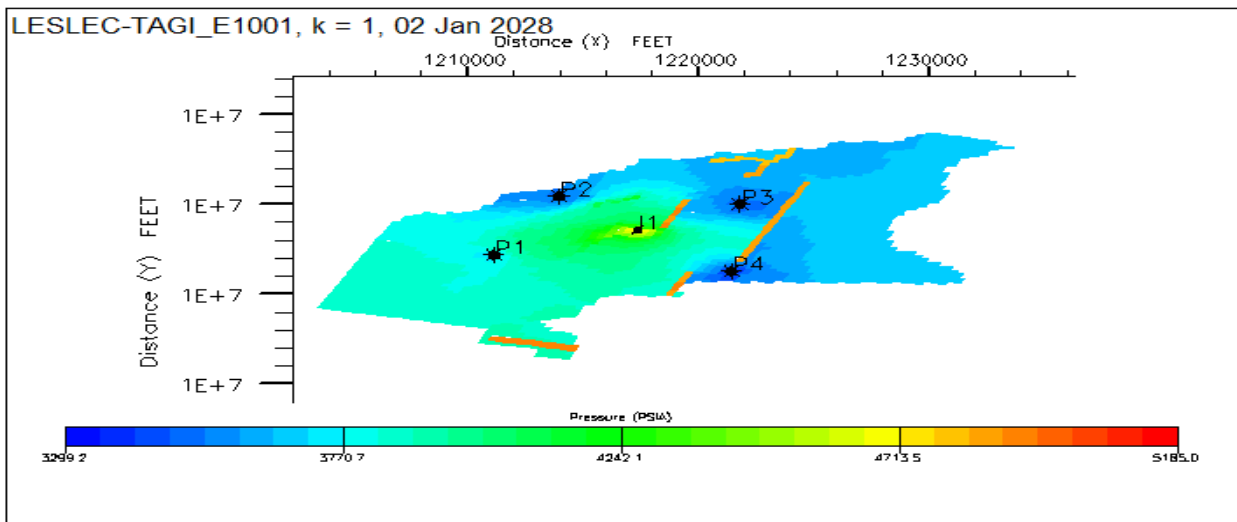 LESLEC-TAGI_E1001, k = 1, 02 Jan 2028
Distance (X) FEET
1210000 1220000 1230000
1E+7
P2
1E+7
P3
J1
Distance (Y) FEET
P1
P4
1E+7
1E+7
Pressure (PSIA)
3299.2 3770.7 4242.1 4713.5 5185.0